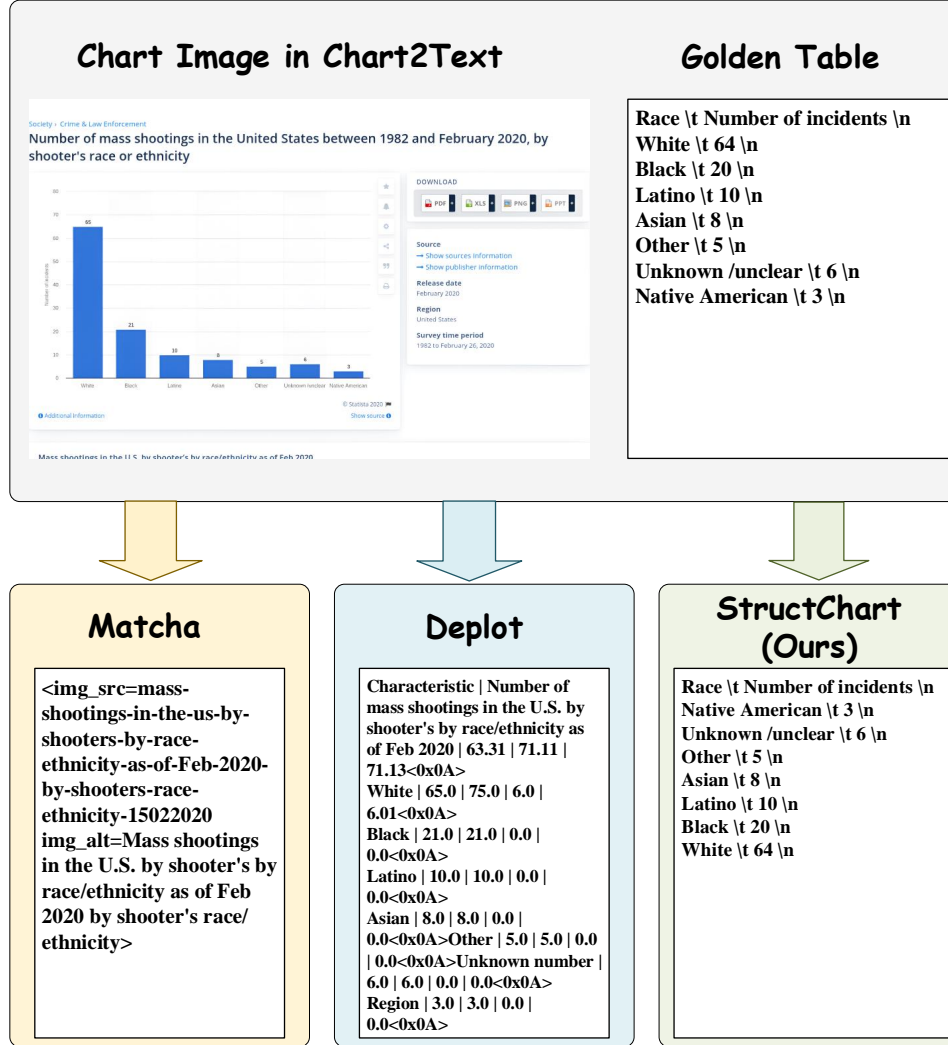 Chart Image in Chart2Text
Society › Crime & Law Enforcement
Number of mass shootings in the United States between 1982 and February 2020, by
shooter's race or ethnicity
80
70
60
50
40
30
20
10
0
Number of incidents
65
21
10
8
5
6
3
White
Black
Latino
Asian
Other
Unknown /unclear
Native American
© Statista 2020
Additional Information
Show source
DOWNLOAD
PDF
XLS
PNG
PPT
Source
→ Show sources information
→ Show publisher information
Release date
February 2020
Region
United States
Survey time period
1982 to February 26, 2020
Mass shootings in the U.S. by shooter's by race/ethnicity as of Feb 2020
Golden Table
Race \t Number of incidents \n
White \t 64 \n
Black \t 20 \n
Latino \t 10 \n
Asian \t 8 \n
Other \t 5 \n
Unknown /unclear \t 6 \n
Native American \t 3 \n
Matcha
<img_src=mass-
shootings-in-the-us-by-
shooters-by-race-
ethnicity-as-of-Feb-2020-
by-shooters-race-
ethnicity-15022020
img_alt=Mass shootings
in the U.S. by shooter's by
race/ethnicity as of Feb
2020 by shooter's race/
ethnicity>
Deplot
Characteristic | Number of
mass shootings in the U.S. by
shooter's by race/ethnicity as
of Feb 2020 | 63.31 | 71.11 |
71.13<0x0A>
White | 65.0 | 75.0 | 6.0 |
6.01<0x0A>
Black | 21.0 | 21.0 | 0.0 |
0.0<0x0A>
Latino | 10.0 | 10.0 | 0.0 |
0.0<0x0A>
Asian | 8.0 | 8.0 | 0.0 |
0.0<0x0A>Other | 5.0 | 5.0 | 0.0
| 0.0<0x0A>Unknown number |
6.0 | 6.0 | 0.0 | 0.0<0x0A>
Region | 3.0 | 3.0 | 0.0 |
0.0<0x0A>
StructChart
(Ours)
Race \t Number of incidents \n
Native American \t 3 \n
Unknown /unclear \t 6 \n
Other \t 5 \n
Asian \t 8 \n
Latino \t 10 \n
Black \t 20 \n
White \t 64 \n